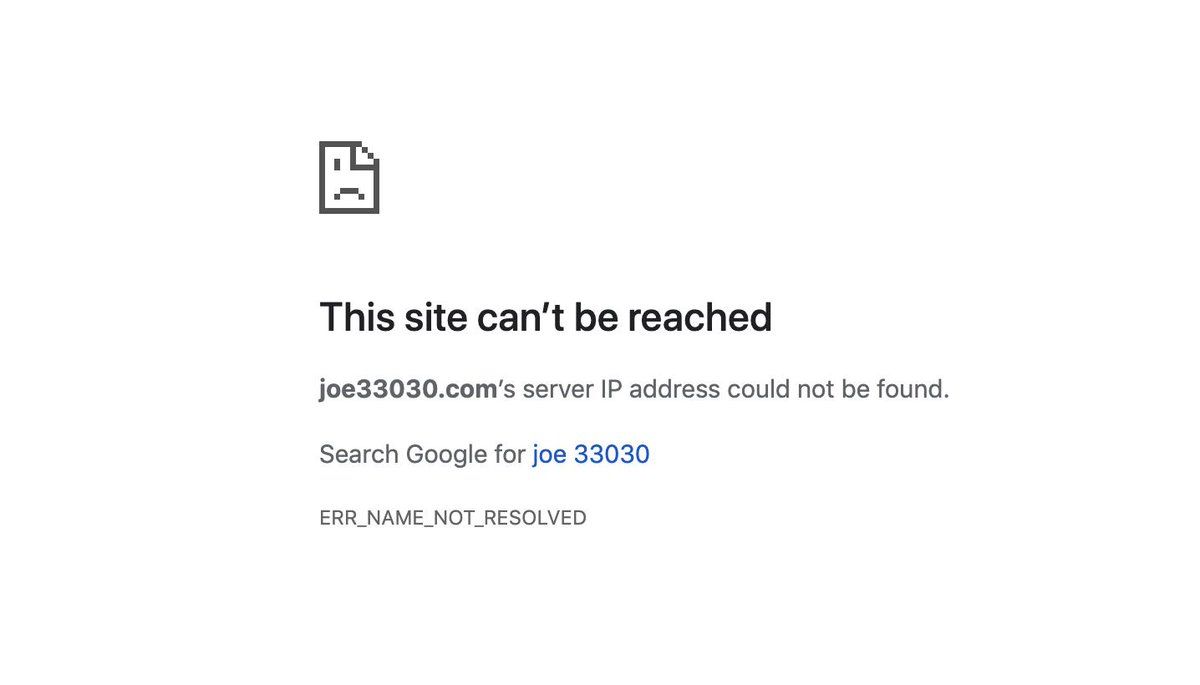 This site can’t be reached
joe33030.com’s server IP address could not be found.
Search Google for joe 33030
ERR_NAME_NOT_RESOLVED